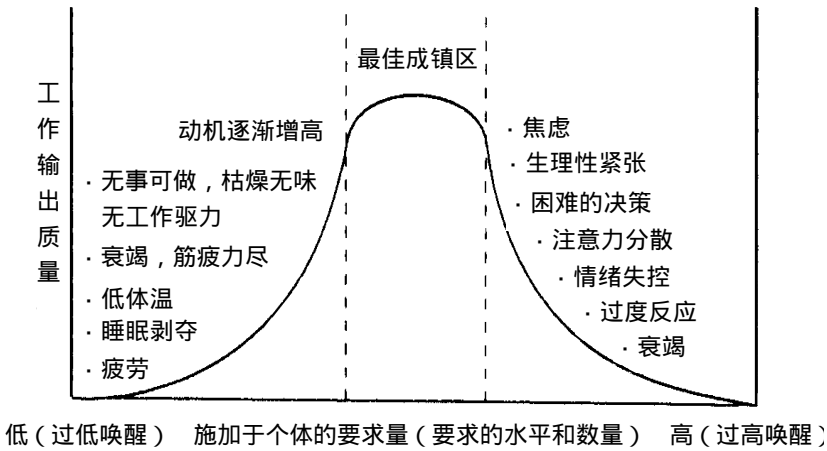 最佳成镇区
工作输出质量
动机逐渐增高
· 无事可做，枯燥无味
无工作驱力
· 衰竭，筋疲力尽
· 低体温
· 睡眠剥夺
· 疲劳
· 焦虑
· 生理性紧张
· 困难的决策
· 注意力分散
· 情绪失控
· 过度反应
· 衰竭
低（过低唤醒） 施加于个体的要求量（要求的水平和数量） 高（过高唤醒）